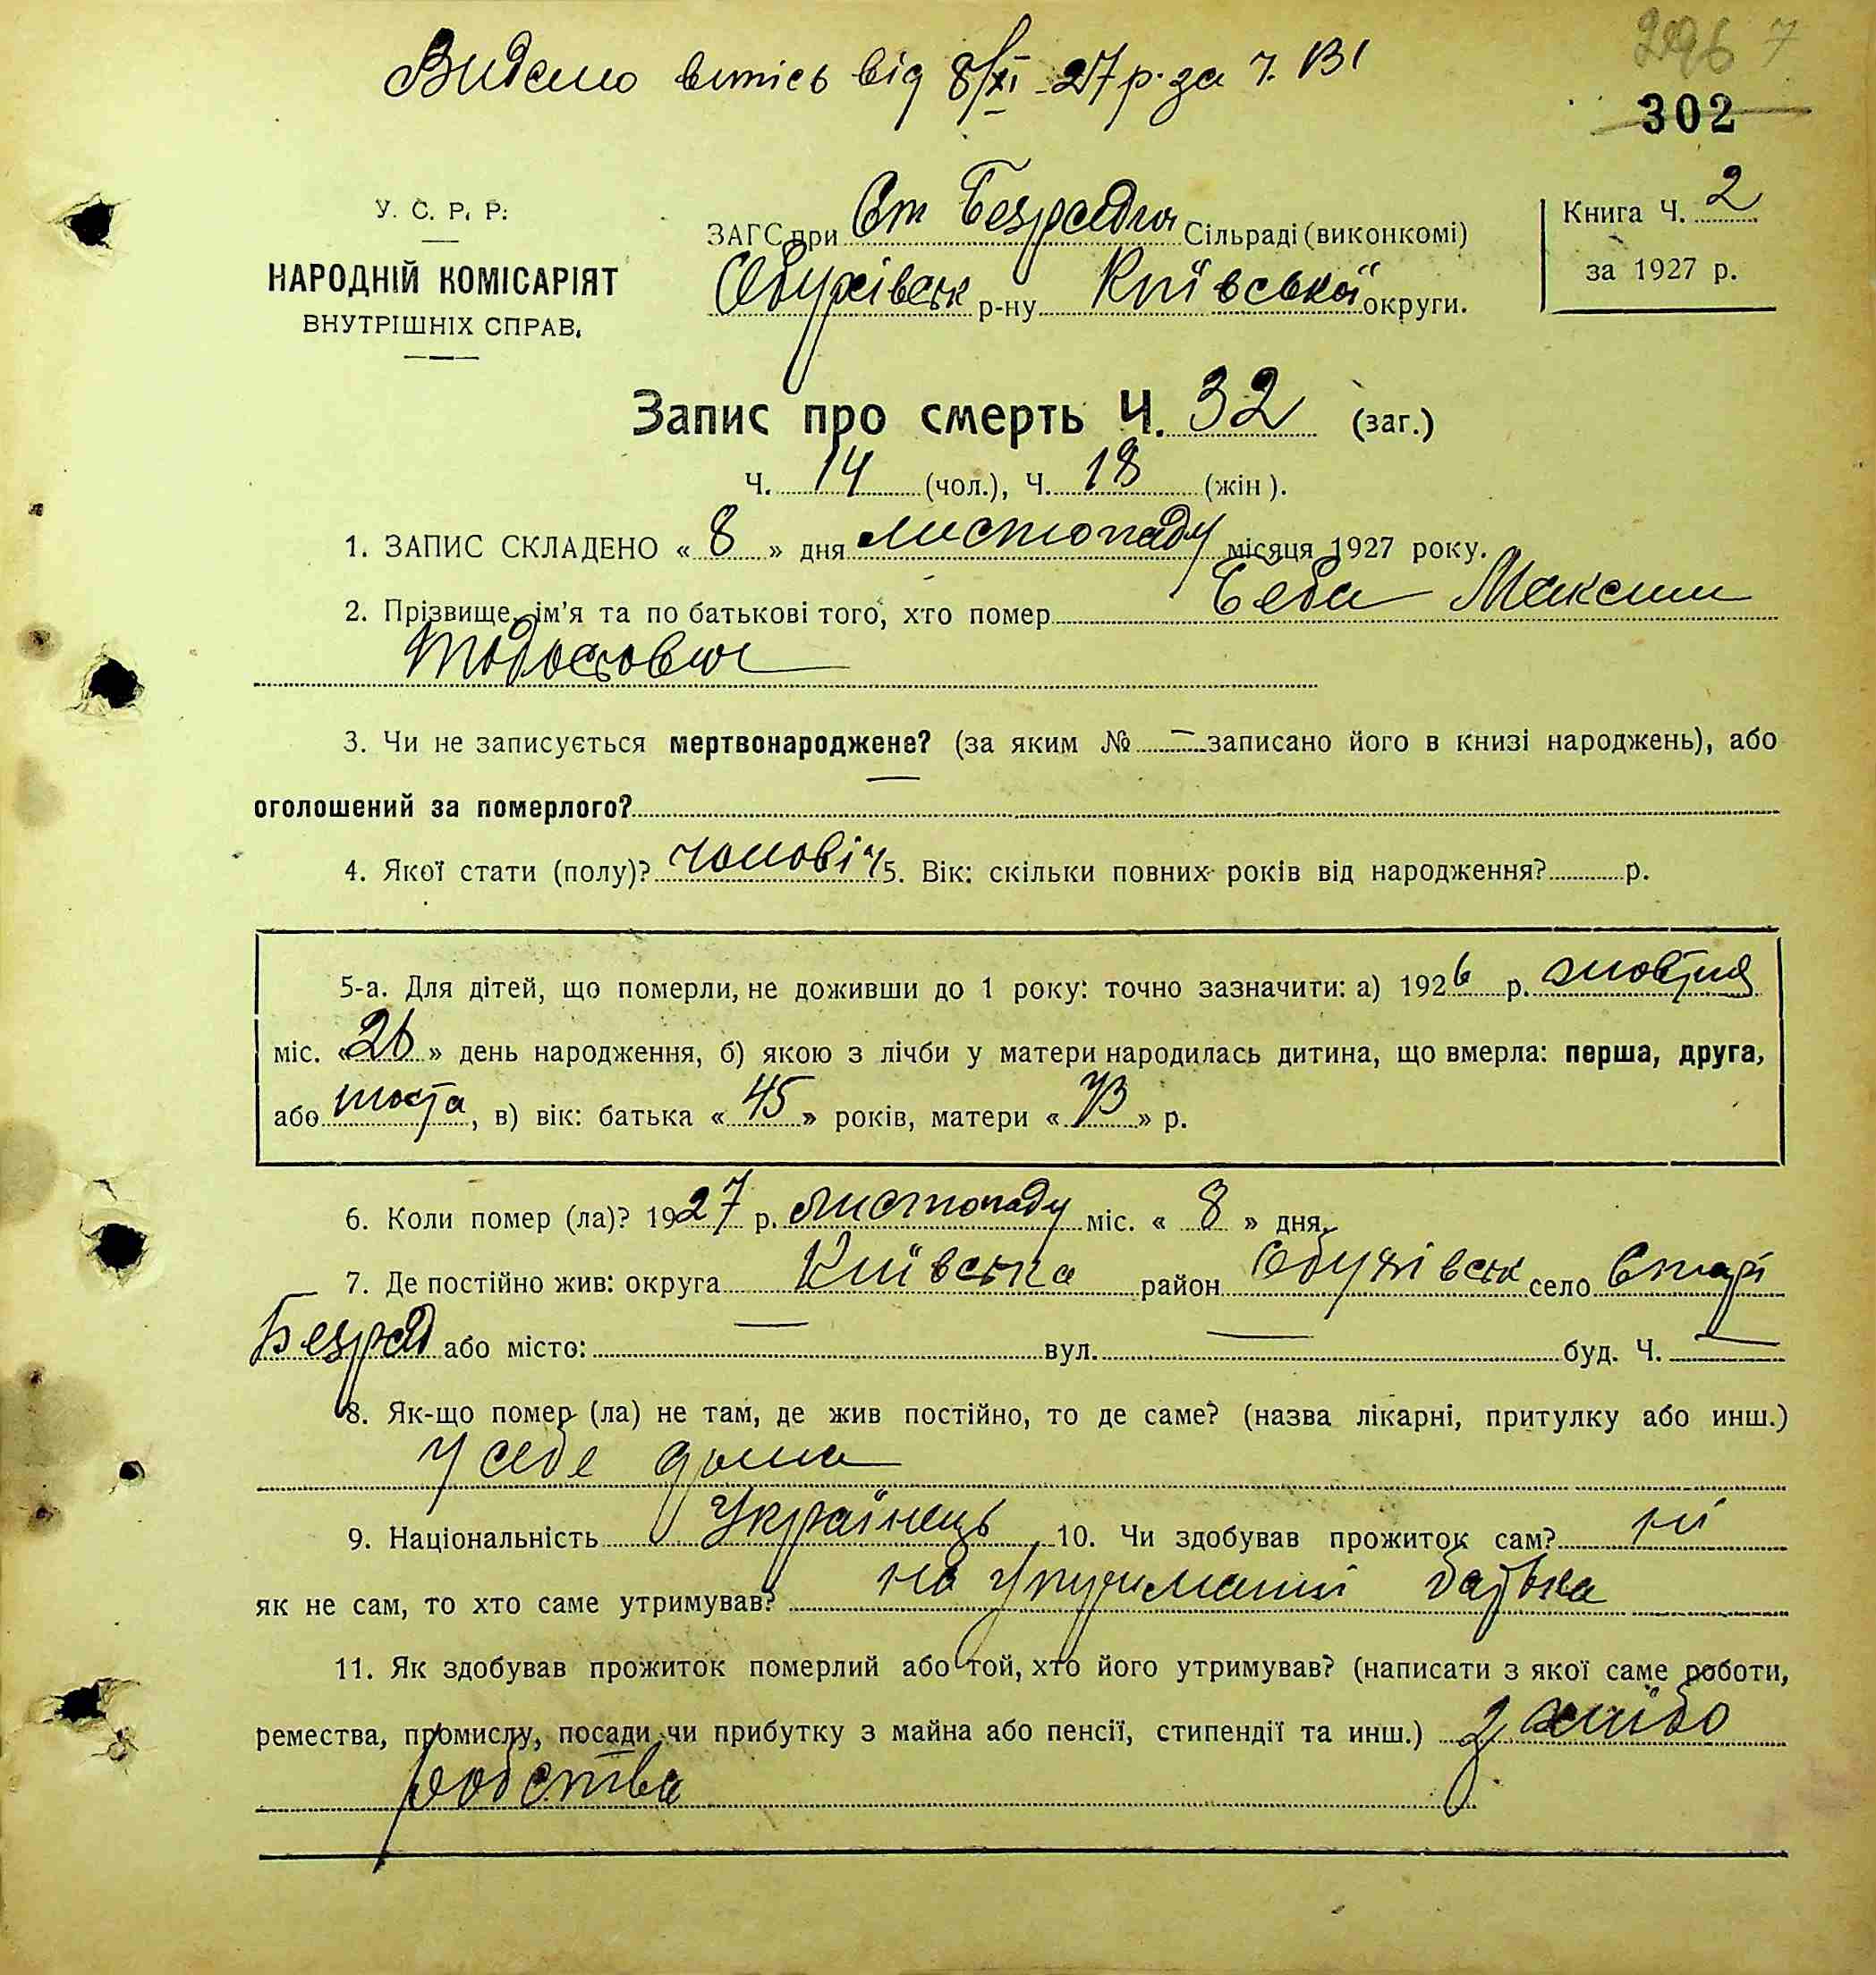 Видано витпсь від 8/XI 27 р. за ч. 131
296 7
302
У. С. Р. Р.
НАРОДНІЙ КОМІСАРІЯТ
ВНУТРІШНІХ СПРАВ.
ЗАГС при Ст Безрадич Сільраді (виконкомі)
Обухівськ р-ну Київської округи.
Книга Ч. 2
за 1927 р.
Запис про смерть Ч. 32 (заг.)
Ч. 14 (чол.), Ч. 18 (жін).
1. ЗАПИС СКЛАДЕНО « 8 » дня листопаду місяця 1927 року.
2. Прізвище, ім'я та по батькові того, хто помер Максим
Тодосович
3. Чи не записується мертвонароджене? (за яким № — записано його в книзі народжень), або
оголошений за померлого? —
4. Якої стати (полу)? чоловіч 5. Вік: скільки повних років від народження? р.
5-а. Для дітей, що померли, не доживши до 1 року: точно зазначити: а) 1926 р. жовтня
міс. « 26 » день народження, б) якою з лічби у матери народилась дитина, що вмерла: перша, друга,
або шоста, в) вік: батька « 45 » років, матери « 43 » р.
6. Коли помер (ла)? 1927 р. листопаду міс. « 8 » дня.
7. Де постійно жив: округа Київська район Обухівськ село Старі
Безрад або місто: — вул. — буд. Ч. —
8. Як-що помер (ла) не там, де жив постійно, то де саме? (назва лікарні, притулку або инш.)
у себе дома
9. Національність Українець 10. Чи здобував прожиток сам? ні
як не сам, то хто саме утримував? на утриманні батька
11. Як здобував прожиток померлий або той, хто його утримував? (написати з якої саме роботи,
ремества, промислу, посади чи прибутку з майна або пенсії, стипендії та инш.) з хлібо
робства